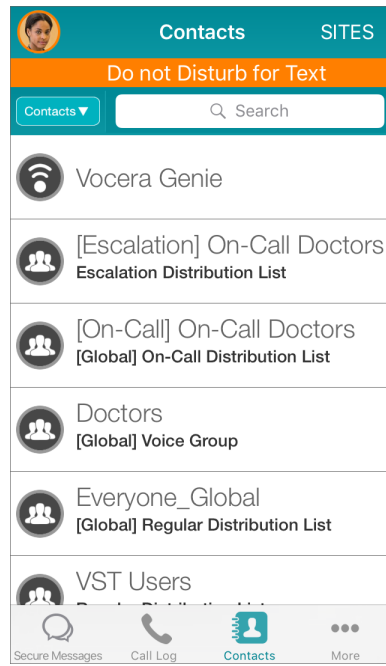 Contacts
SITES
Do not Disturb for Text
Contacts▼
Search
Vocera Genie
[Escalation] On-Call Doctors
Escalation Distribution List
[On-Call] On-Call Doctors
[Global] On-Call Distribution List
Doctors
[Global] Voice Group
Everyone_Global
[Global] Regular Distribution List
VST Users
Secure Messages
Call Log
Contacts
More